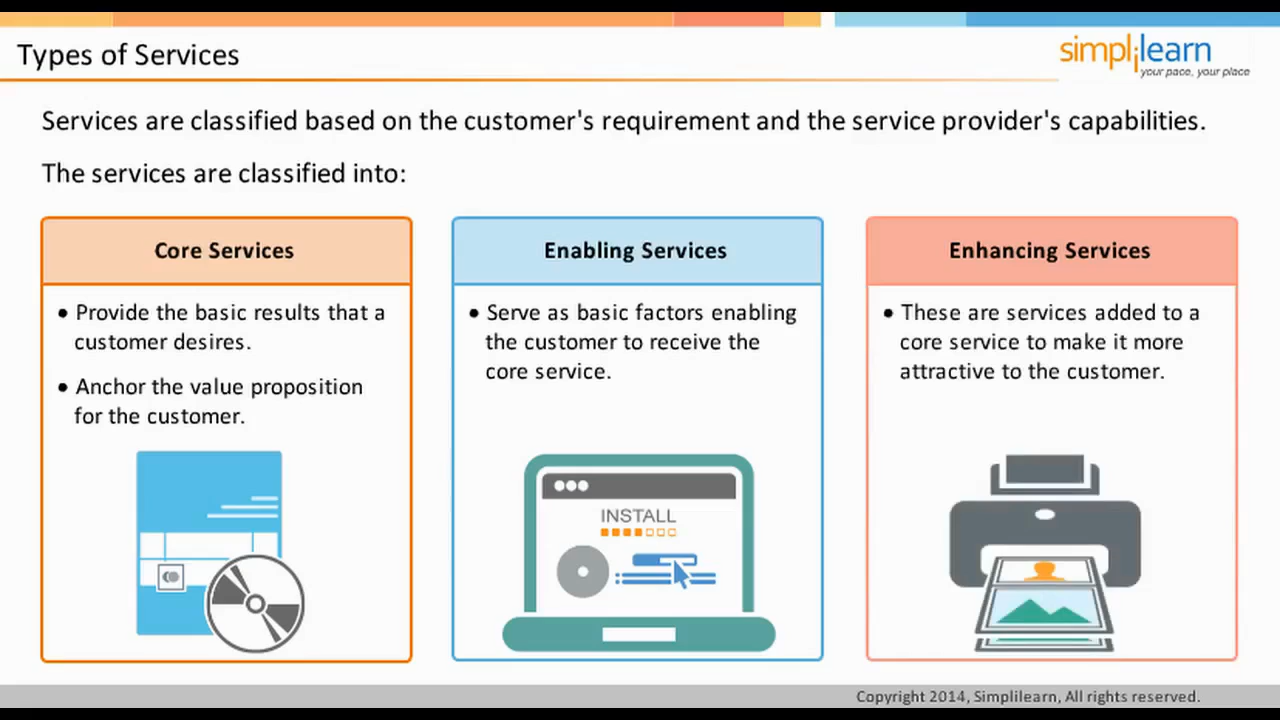 Types of Services
simplilearn
your pace, your place
Services are classified based on the customer's requirement and the service provider's capabilities.
The services are classified into:
Core Services
• Provide the basic results that a
customer desires.
• Anchor the value proposition
for the customer.
Enabling Services
• Serve as basic factors enabling
the customer to receive the
core service.
INSTALL
Enhancing Services
• These are services added to a
core service to make it more
attractive to the customer.
Copyright 2014, Simplilearn, All rights reserved.